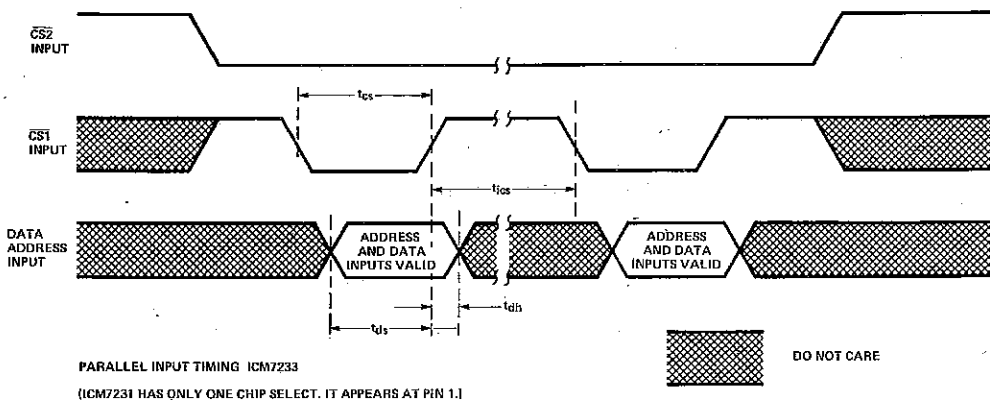 CS2
INPUT
tcs
CS1
INPUT
tics
DATA
ADDRESS
INPUT
ADDRESS
AND DATA
INPUTS VALID
ADDRESS
AND DATA
INPUTS VALID
tds
tdh
DO NOT CARE
PARALLEL INPUT TIMING ICM7233
(ICM7231 HAS ONLY ONE CHIP SELECT. IT APPEARS AT PIN 1.)